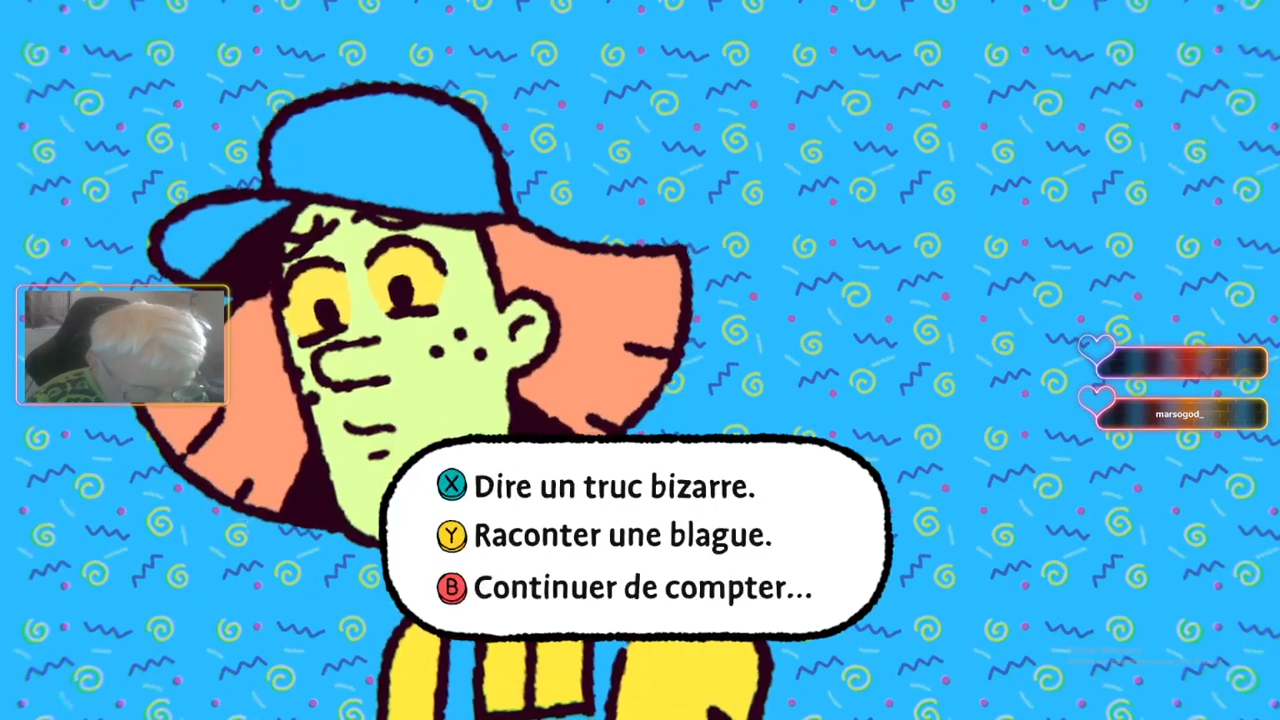 X Dire un truc bizarre.
Y Raconter une blague.
B Continuer de compter...
marsogod_